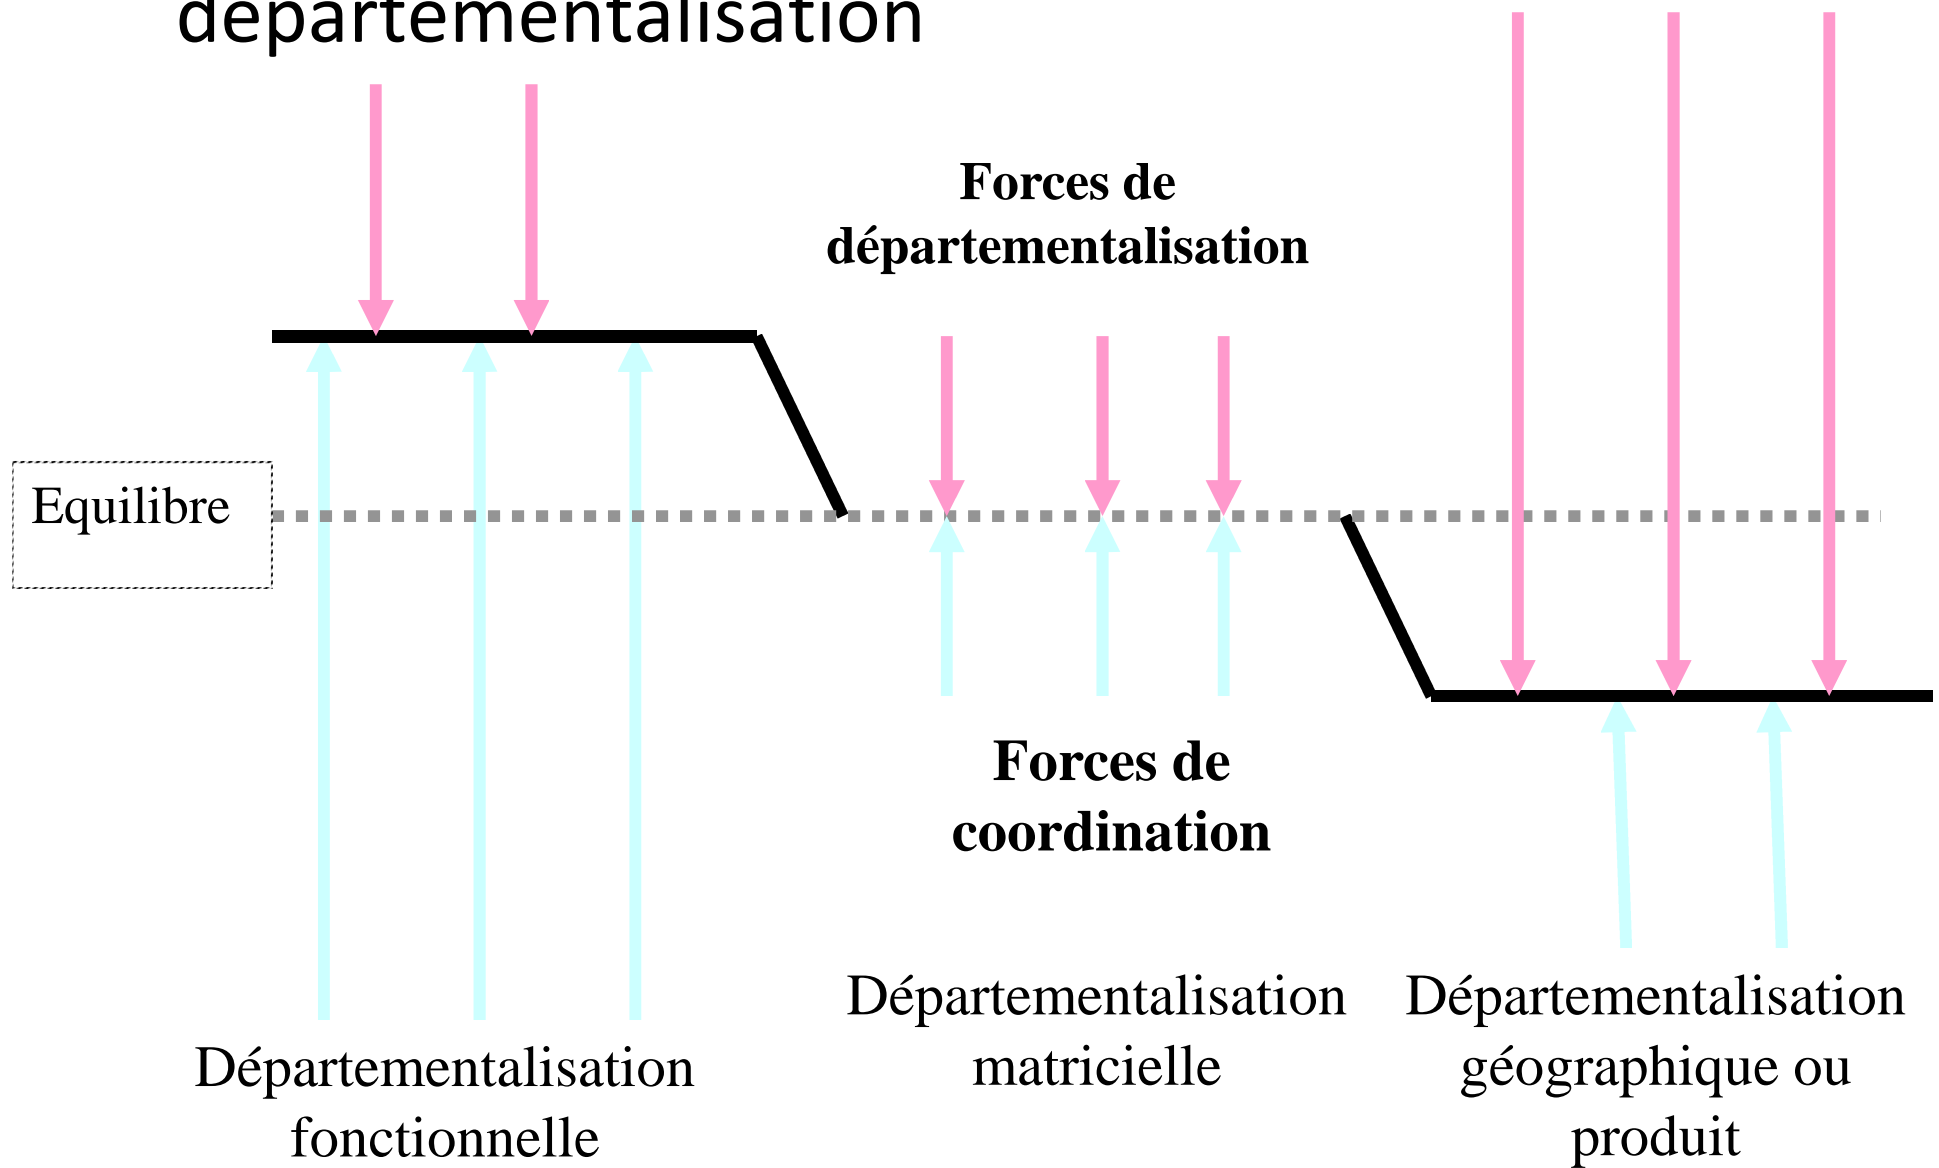 départementalisation
Forces de
départementalisation
Equilibre
Forces de
coordination
Départementalisation
matricielle
Départementalisation
géographique ou
produit
Départementalisation
fonctionnelle